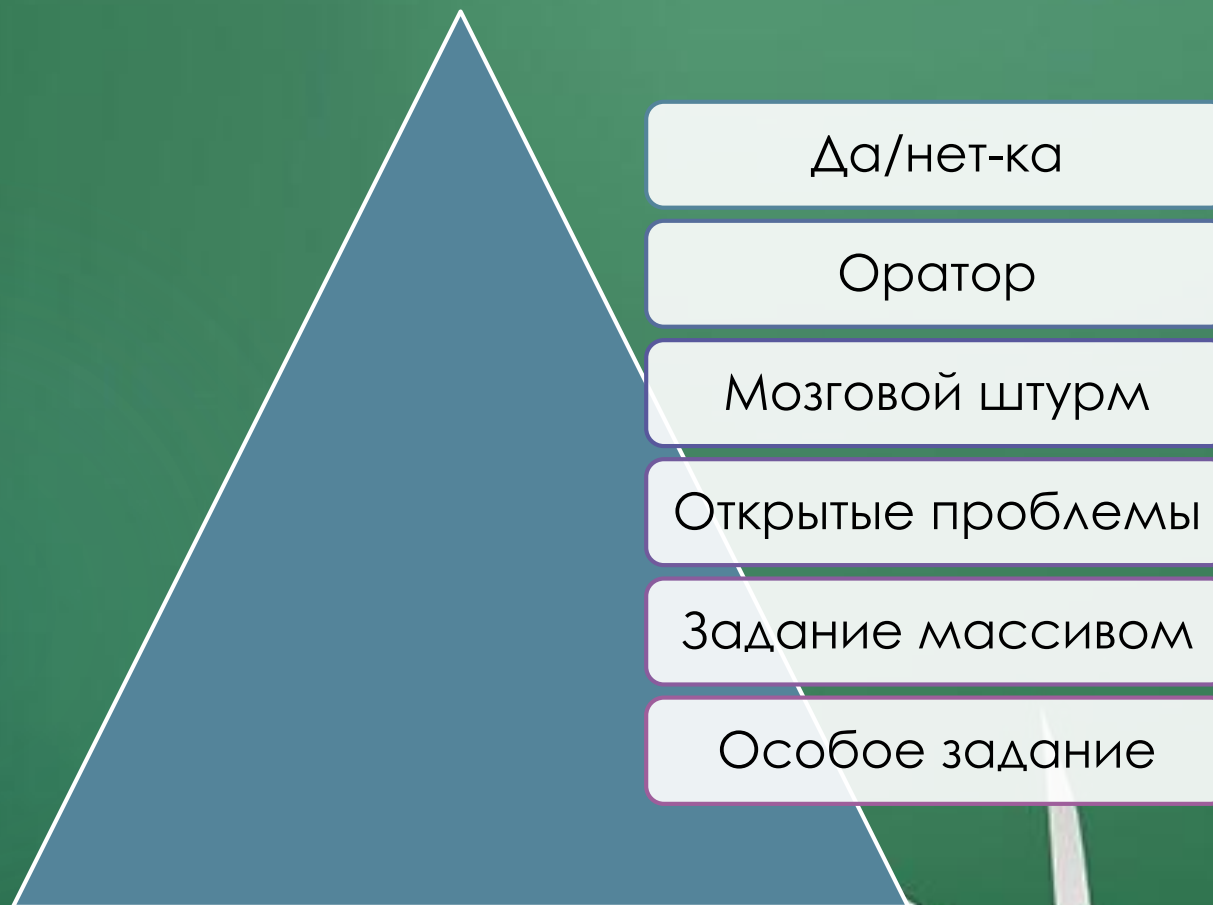 Да/нет-ка
Оратор
Мозговой штурм
Открытые проблемы
Задание массивом
Особое задание